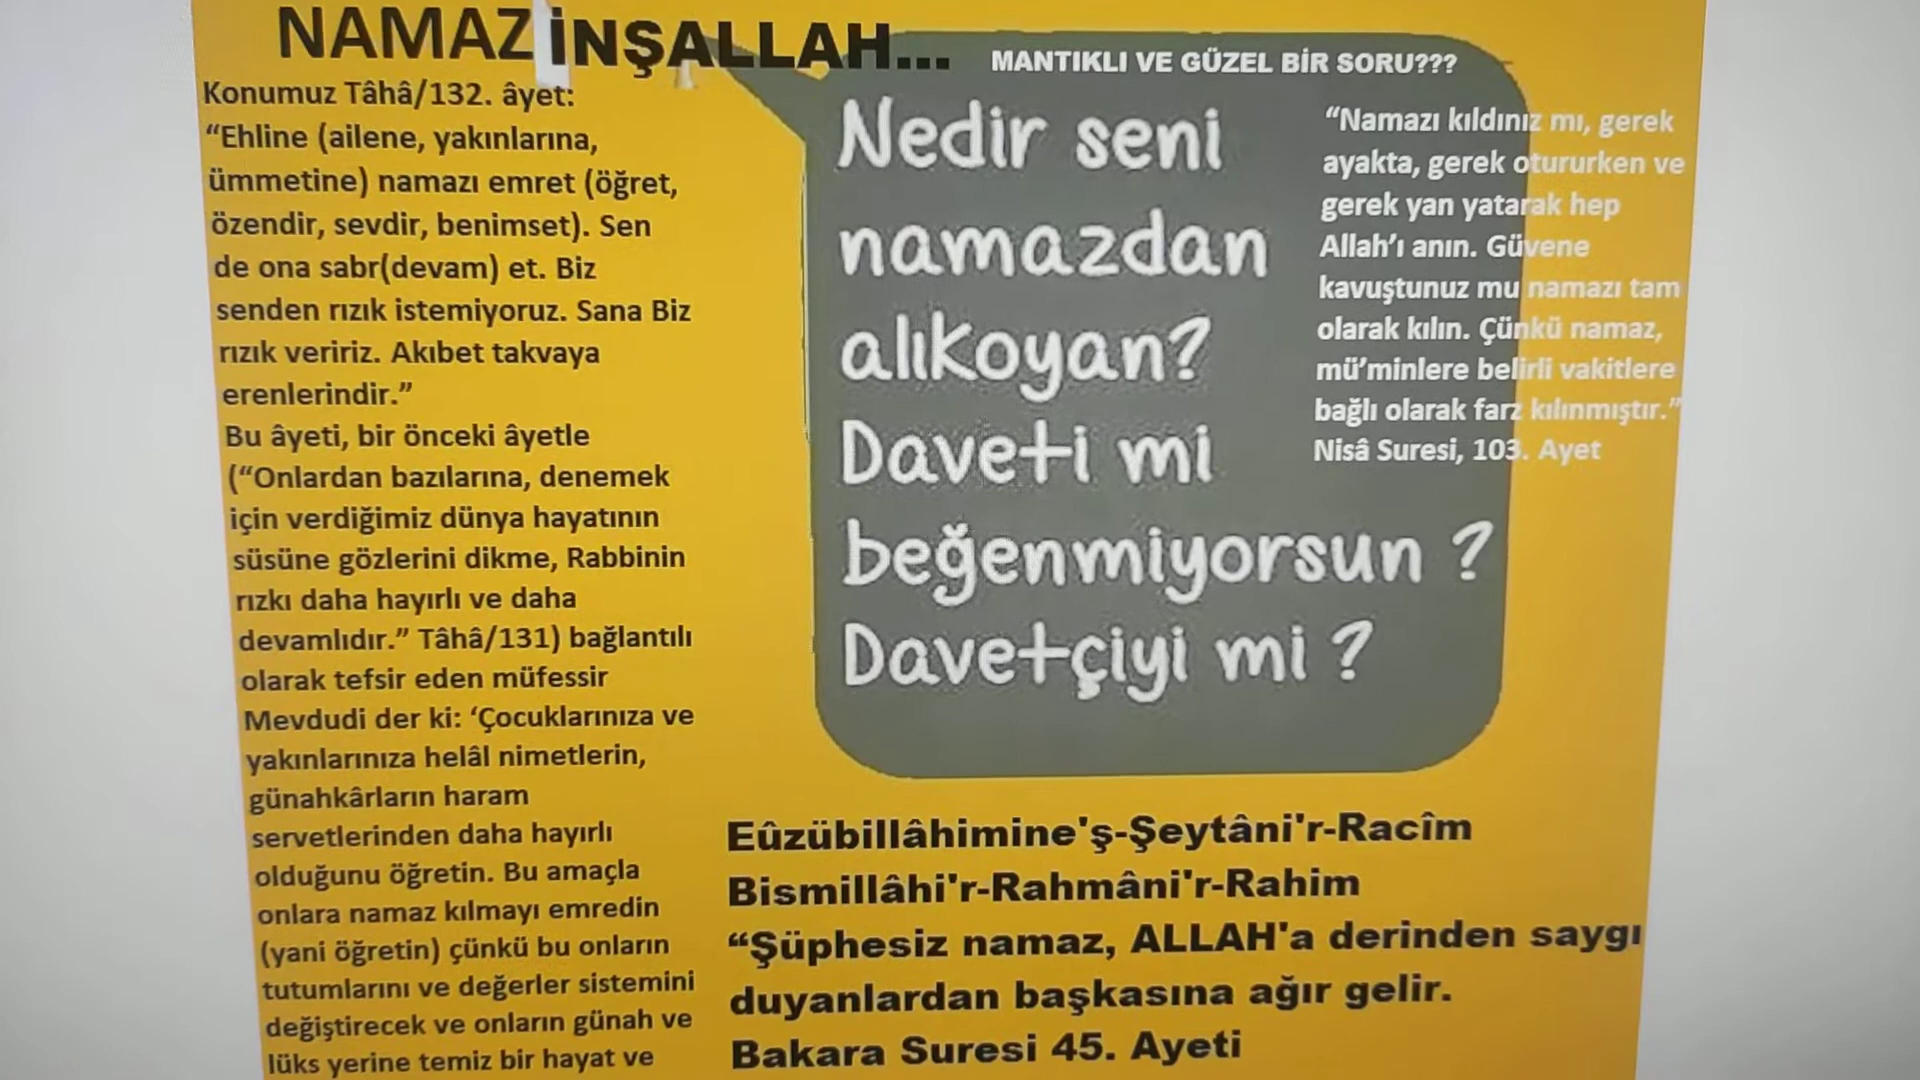 NAMAZ İNŞALLAH...
Konumuz Tâhâ/132. âyet:
“Ehline (ailene, yakınlarına,
ümmetine) namazı emret (öğret,
özendir, sevdir, benimset). Sen
de ona sabr(devam) et. Biz
senden rızık istemiyoruz. Sana Biz
rızık veririz. Akıbet takvaya
erenlerindir.”
Bu âyeti, bir önceki âyetle
(“Onlardan bazılarına, denemek
için verdiğimiz dünya hayatının
süsüne gözlerini dikme, Rabbinin
rızkı daha hayırlı ve daha
devamlıdır.” Tâhâ/131) bağlantılı
olarak tefsir eden müfessir
Mevdudi der ki: ‘Çocuklarınıza ve
yakınlarınıza helâl nimetlerin,
günahkârların haram
servetlerinden daha hayırlı
olduğunu öğretin. Bu amaçla
onlara namaz kılmayı emredin
(yani öğretin) çünkü bu onların
tutumlarını ve değerler sistemini
değiştirecek ve onların günah ve
lüks yerine temiz bir hayat ve
MANTIKLI VE GÜZEL BİR SORU???
Nedir seni
namazdan
alıkoyan?
Daveti mi
beğenmiyorsun ?
Davetçiyi mi ?
“Namazı kıldınız mı, gerek
ayakta, gerek otururken ve
gerek yan yatarak hep
Allah’ı anın. Güvene
kavuştunuz mu namazı tam
olarak kılın. Çünkü namaz,
mü’minlere belirli vakitlere
bağlı olarak farz kılınmıştır.”
Nisâ Suresi, 103. Ayet
Eûzübillâhimine'ş-Şeytâni'r-Racîm
Bismillâhi'r-Rahmâni'r-Rahim
“Şüphesiz namaz, ALLAH'a derinden saygı
duyanlardan başkasına ağır gelir.
Bakara Suresi 45. Ayeti